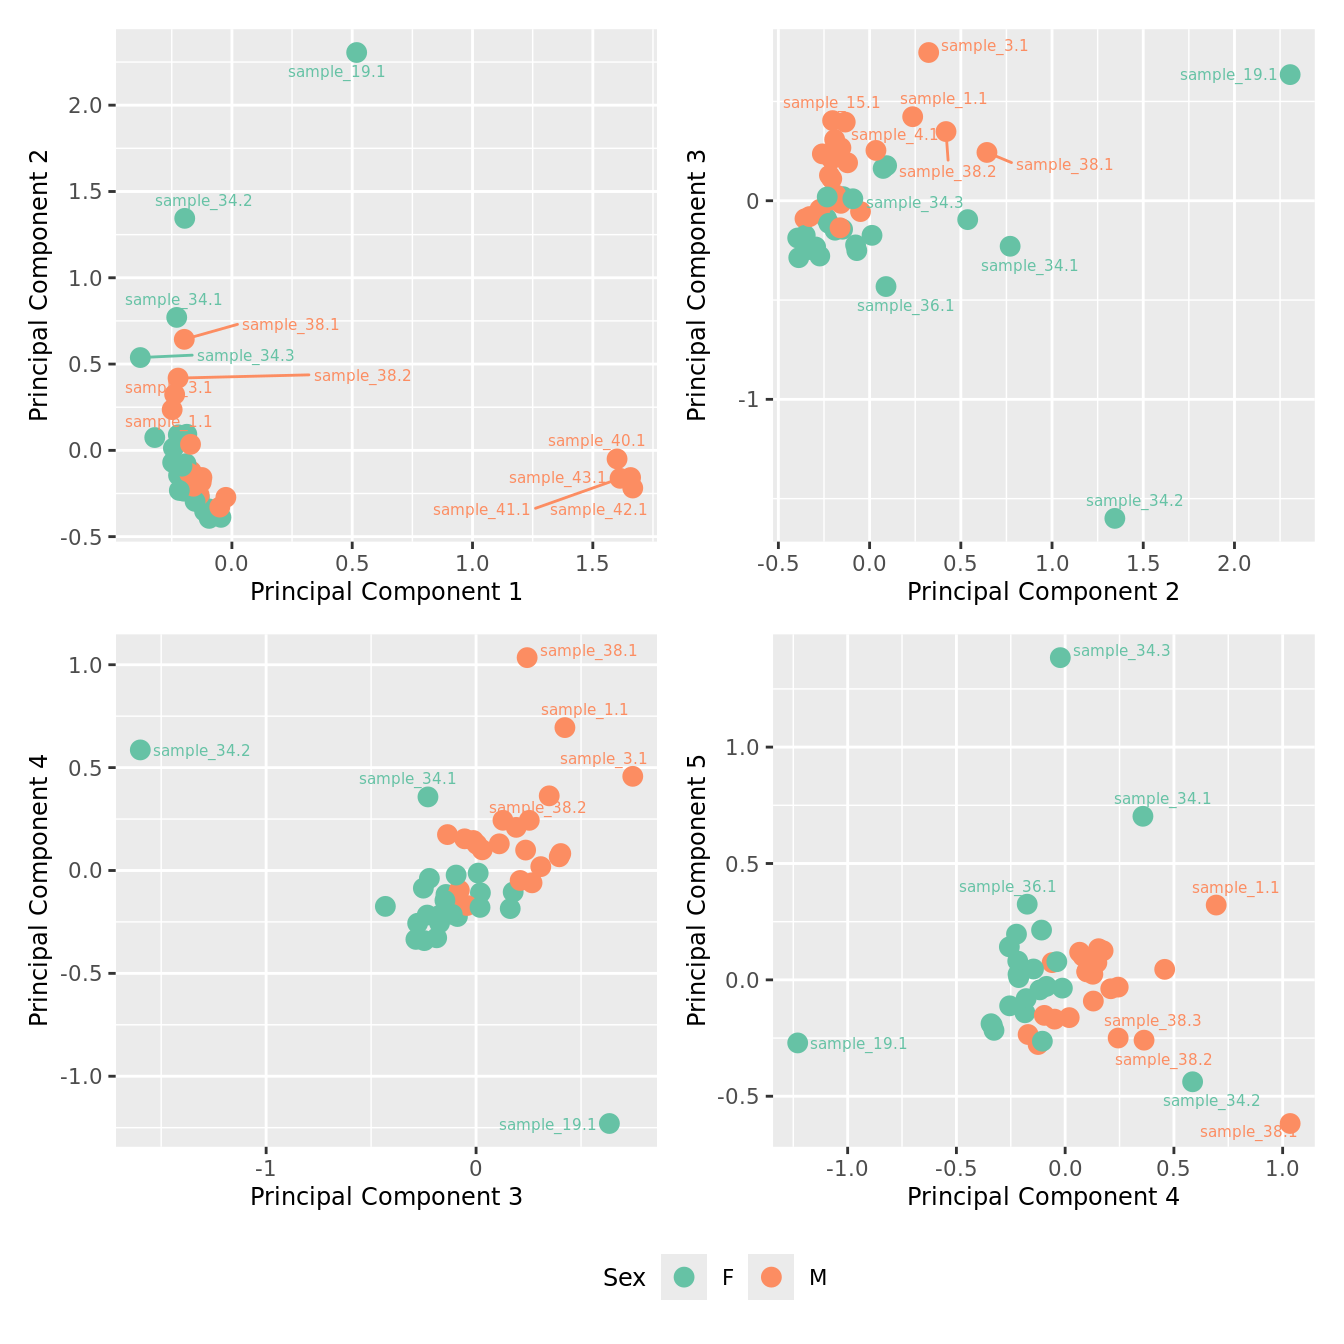 sample_19.1
sample_34.2
sample_34.1
sample_38.1
sample_34.3
sample_38.2
sample_3.1
sample_1.1
sample_40.1
sample_43.1
sample_41.1
sample_42.1
2.0
1.5
1.0
0.5
0.0
-0.5
0.0
0.5
1.0
1.5
Principal Component 1
Principal Component 2
sample_3.1
sample_19.1
sample_15.1
sample_1.1
sample_4.1
sample_38.2
sample_38.1
sample_34.3
sample_34.1
sample_36.1
sample_34.2
0
-1
-0.5
0.0
0.5
1.0
1.5
2.0
Principal Component 2
Principal Component 3
sample_38.1
sample_1.1
sample_34.2
sample_3.1
sample_34.1
sample_38.2
sample_19.1
1.0
0.5
0.0
-0.5
-1.0
-1
0
Principal Component 3
Principal Component 4
sample_34.3
sample_34.1
sample_36.1
sample_1.1
sample_38.3
sample_19.1
sample_38.2
sample_34.2
sample_38.1
1.0
0.5
0.0
-0.5
-1.0
-0.5
0.0
0.5
1.0
Principal Component 4
Principal Component 5
Sex F M